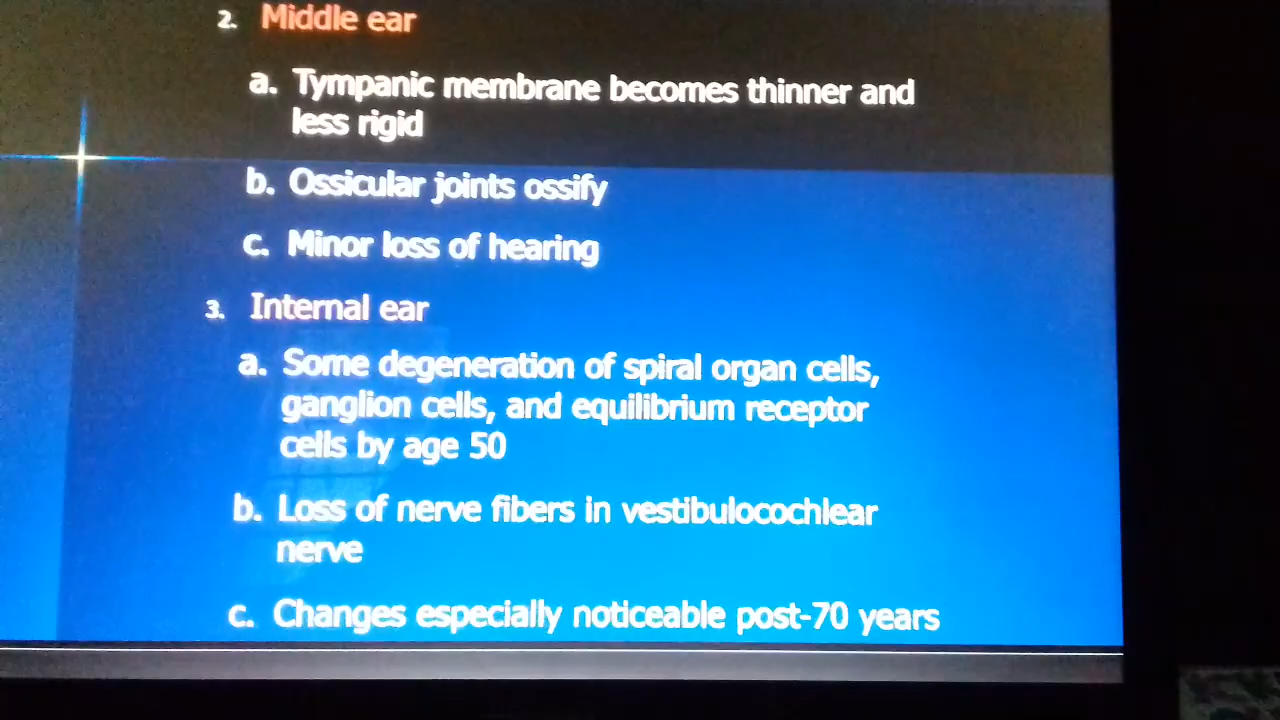 2. Middle ear
a. Tympanic membrane becomes thinner and
less rigid
b. Ossicular joints ossify
c. Minor loss of hearing
3. Internal ear
a. Some degeneration of spiral organ cells,
ganglion cells, and equilibrium receptor
cells by age 50
b. Loss of nerve fibers in vestibulocochlear
nerve
c. Changes especially noticeable post-70 years